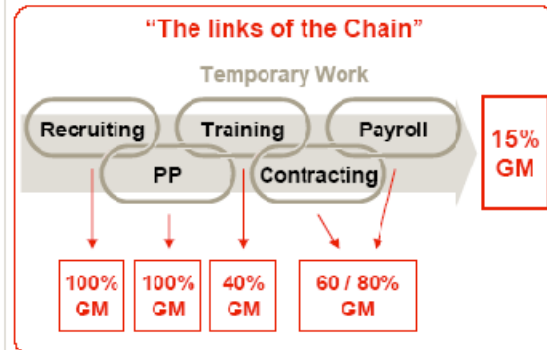 “The links of the Chain”
Temporary Work
Recruiting
Training
Payroll
PP
Contracting
15%
GM
100%
GM
100%
GM
40%
GM
60 / 80%
GM